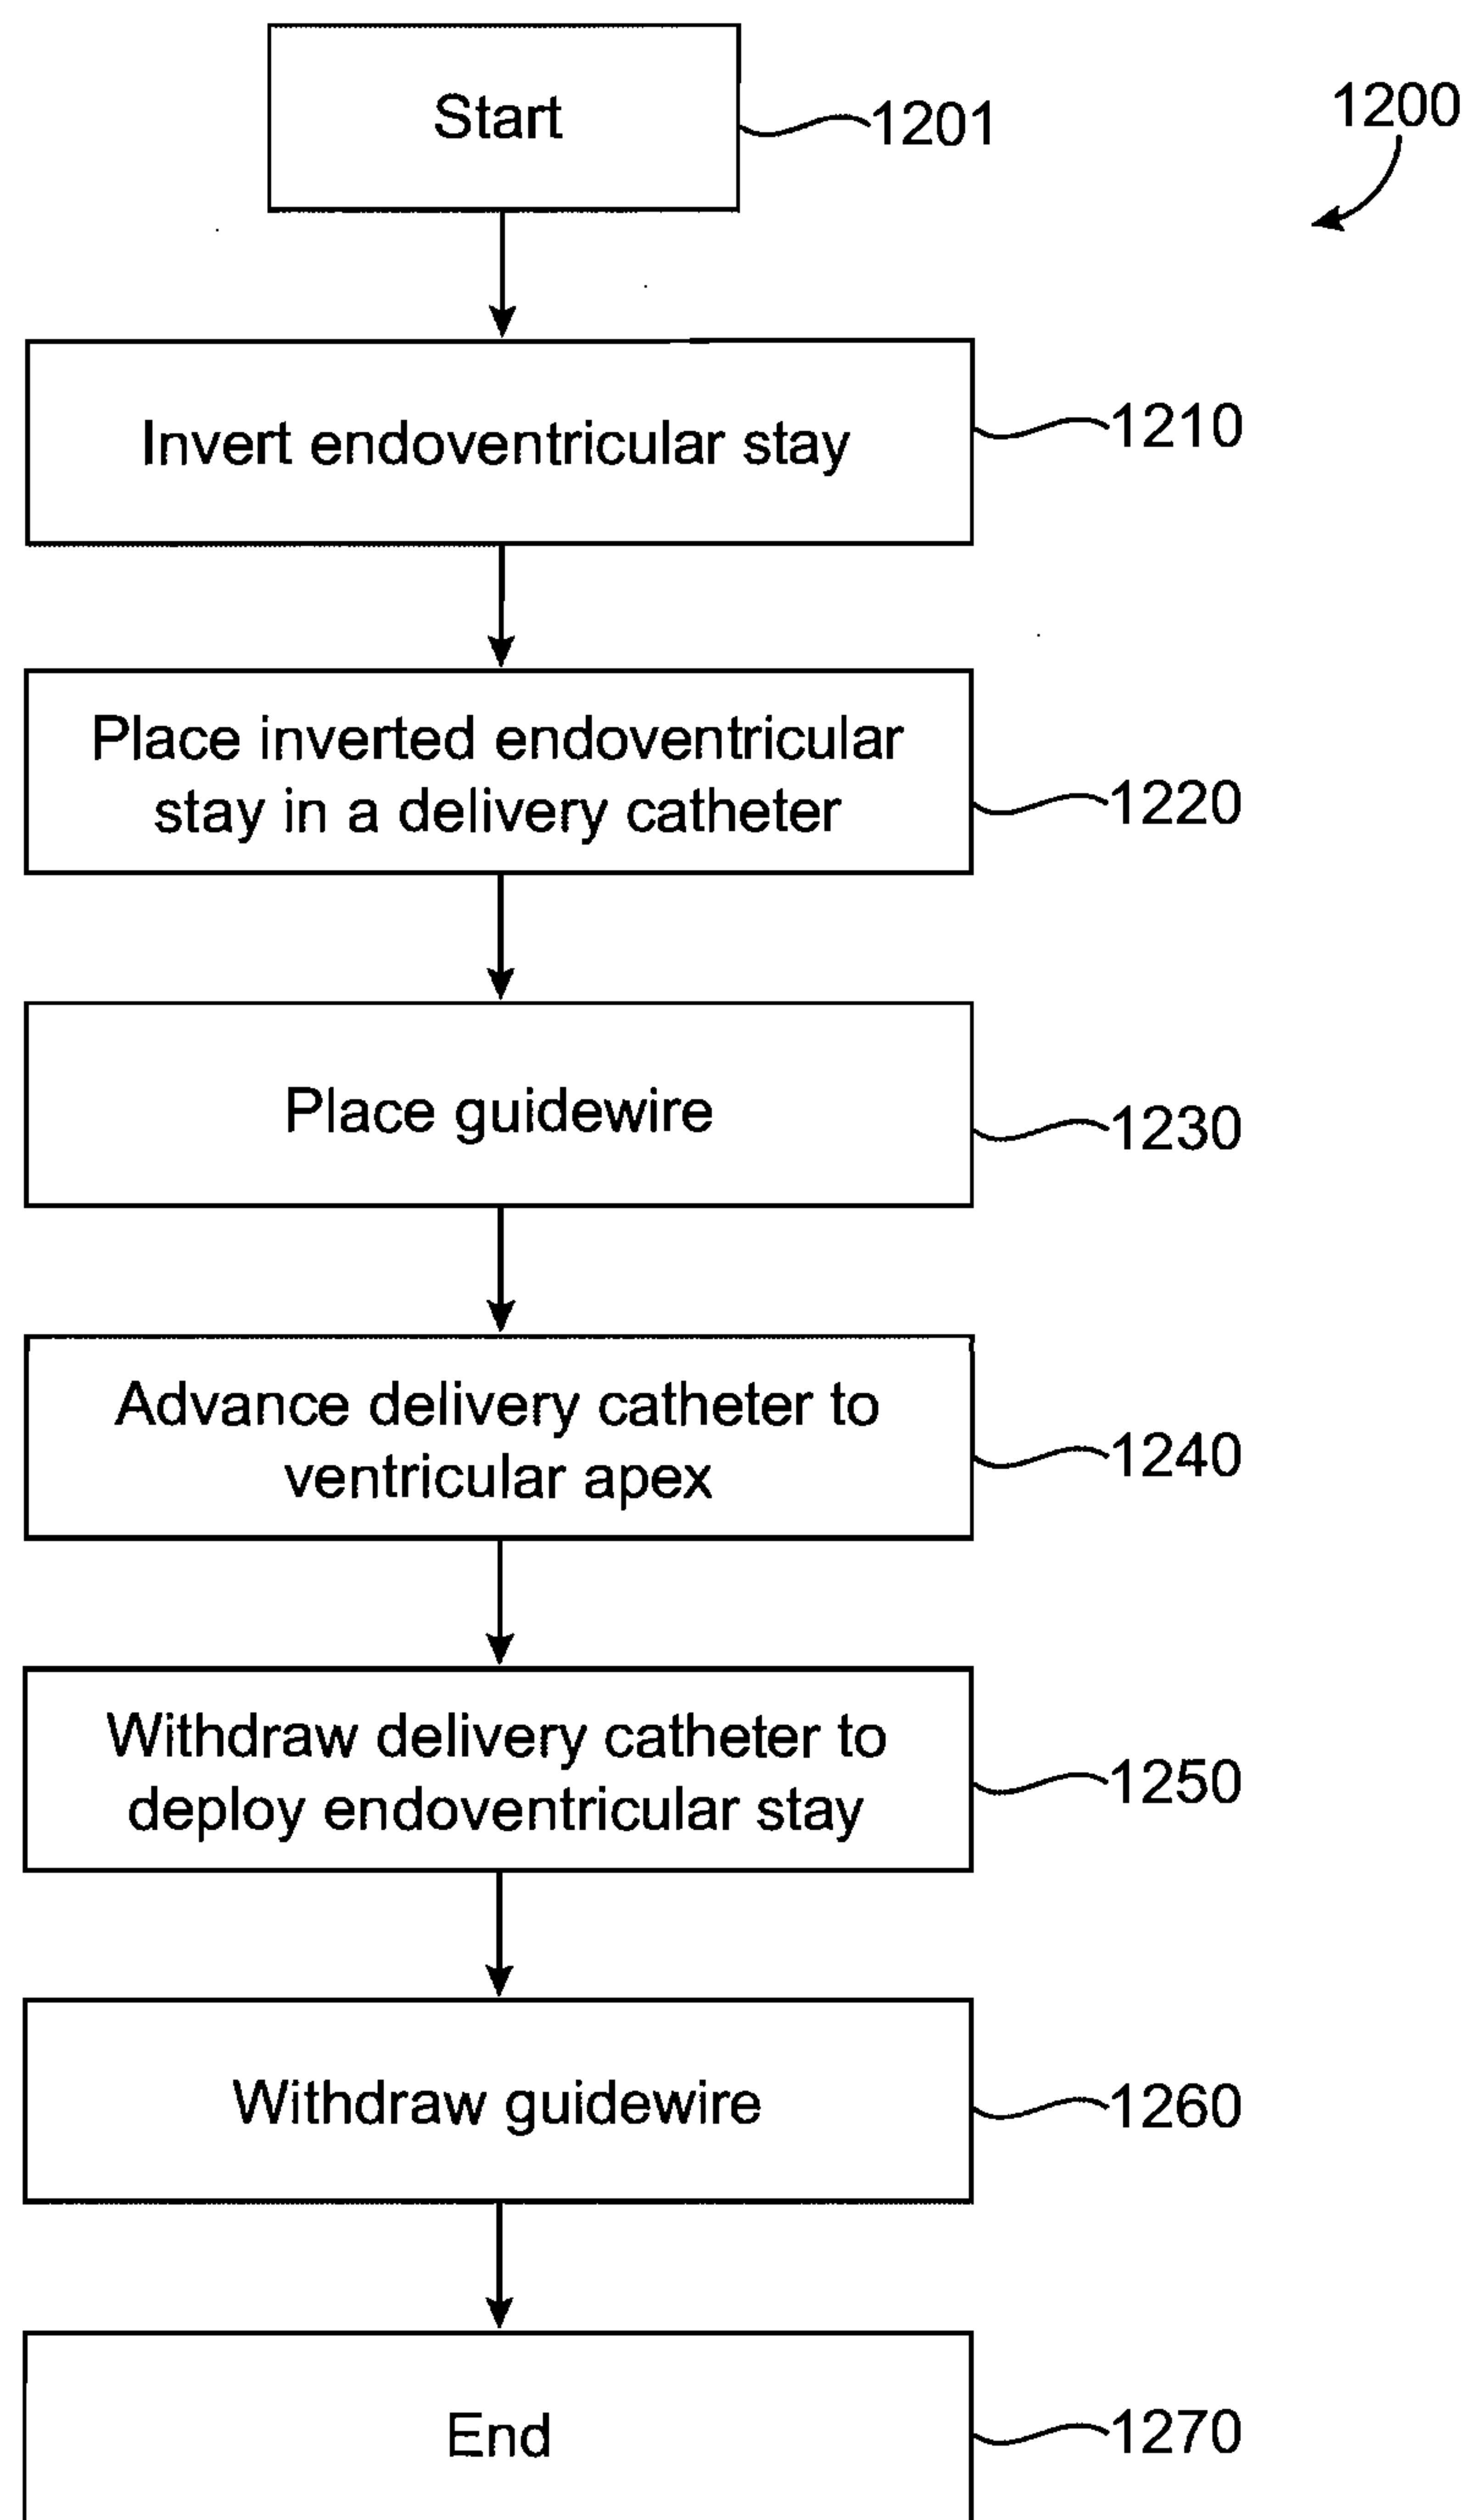 Start
1201
1200
Invert endoventricular stay
1210
Place inverted endoventricular
stay in a delivery catheter
1220
Place guidewire
1230
Advance delivery catheter to
ventricular apex
1240
Withdraw delivery catheter to
deploy endoventricular stay
1250
Withdraw guidewire
1260
End
1270